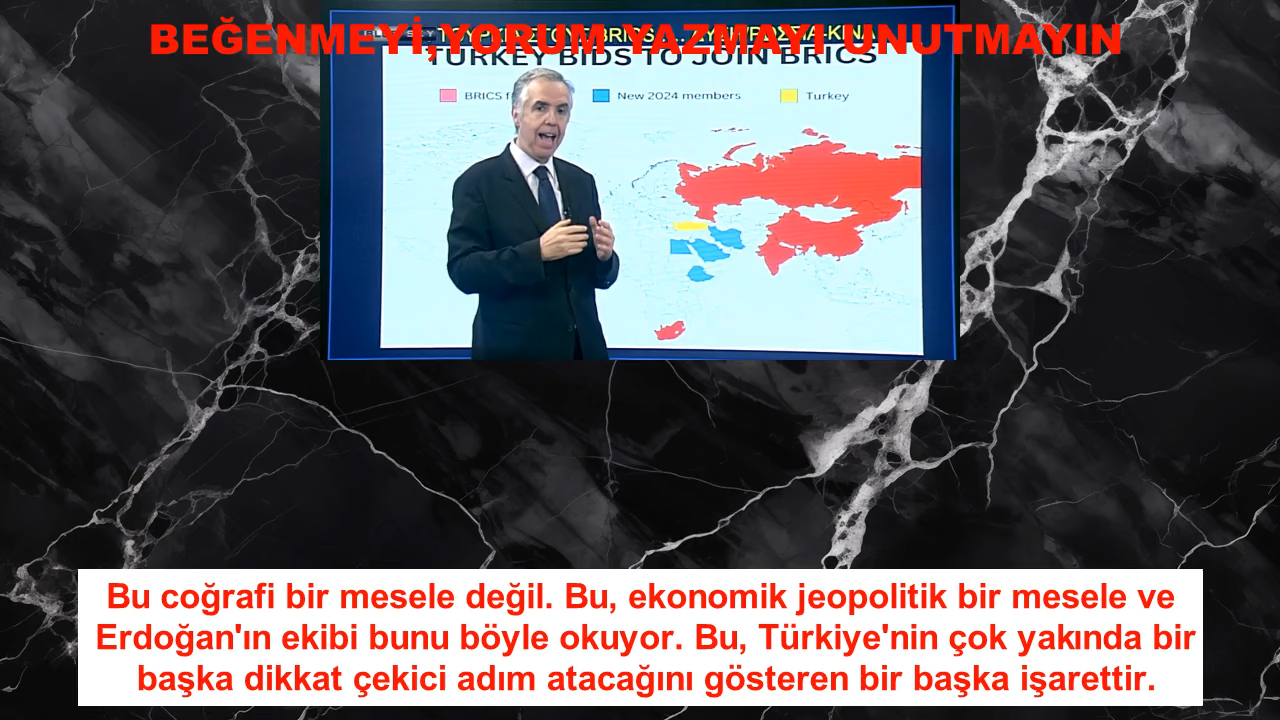 BEĞENMEYİ,YORUM YAZMAYI UNUTMAYIN
TURKEY BIDS TO JOIN BRICS
BRICS
New 2024 members
Turkey
Bu coğrafi bir mesele değil. Bu, ekonomik jeopolitik bir mesele ve
Erdoğan'ın ekibi bunu böyle okuyor. Bu, Türkiye'nin çok yakında bir
başka dikkat çekici adım atacağını gösteren bir başka işarettir.